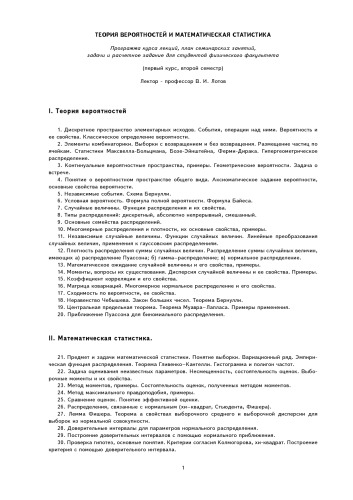 ТЕОРИЯ ВЕРОЯТНОСТЕЙ И МАТЕМАТИЧЕСКАЯ СТАТИСТИКА
Программа курса лекций, план семинарских занятий,
задачи и расчетное задание для студентов физического факультета
(первый курс, второй семестр)
Лектор - профессор В. И. Лотов
I. Теория вероятностей
1. Дискретное пространство элементарных исходов. События, операции над ними. Вероятность и
ее свойства. Классическое определение вероятности.
2. Элементы комбинаторики. Выборки с возвращением и без возвращения. Размещение частиц по
ячейкам. Статистики Максвелла-Больцмана, Бозе-Эйнштейна, Ферми-Дирака. Гипергеометрическое
распределение.
3. Континуальные вероятностные пространства, примеры. Геометрические вероятности. Задача о
встрече.
4. Понятие о вероятностном пространстве общего вида. Аксиоматическое задание вероятности,
основные свойства вероятности.
5. Независимые события. Схема Бернулли.
6. Условная вероятность. Формула полной вероятности. Формула Байеса.
7. Случайные величины. Функции распределения и их свойства.
8. Типы распределений: дискретный, абсолютно непрерывный, смешанный.
9. Основные семейства распределений.
10. Многомерные распределения и плотности, их основные свойства, примеры.
11. Независимые случайные величины. Функции от случайных величин. Линейные преобразования
случайных величин, применения к гауссовским распределениям.
12. Плотность распределения суммы случайных величин. Распределения суммы случайных величин,
имеющих а) распределение Пуассона; б) гамма-распределение; в) нормальное распределение.
13. Математическое ожидание случайной величины и его свойства, примеры.
14. Моменты, вопросы их существования. Дисперсия случайной величины и ее свойства. Примеры.
15. Коэффициент корреляции и его свойства.
16. Матрица ковариаций. Многомерное нормальное распределение и его свойства.
17. Сходимость по вероятности, ее свойства.
18. Неравенство Чебышева. Закон больших чисел. Теорема Бернулли.
19. Центральная предельная теорема. Теорема Муавра-Лапласа. Примеры применения.
20. Приближение Пуассона для биномиального распределения.
II. Математическая статистика.
21. Предмет и задачи математической статистики. Понятие выборки. Вариационный ряд. Эмпири-
ческая функция распределения. Теорема Гливенко-Кантелли. Гистограмма и полигон частот.
22. Задача оценивания неизвестных параметров. Несмещенность, состоятельность оценок. Выбо-
рочные моменты и их свойства.
23. Метод моментов, примеры. Состоятельность оценок, полученных методом моментов.
24. Метод максимального правдоподобия, примеры.
25. Сравнение оценок. Понятие эффективной оценки.
26. Распределения, связанные с нормальным (хи-квадрат, Стьюдента, Фишера).
27. Лемма Фишера. Теорема о свойствах выборочного среднего и выборочной дисперсии для
выборок из нормальной совокупности.
28. Доверительные интервалы для параметров нормального распределения.
29. Построение доверительных интервалов с помощью нормального приближения.
30. Проверка гипотез, основные понятия. Критерии согласия Колмогорова, хи-квадрат. Построение
критерия с помощью доверительного интервала.
1